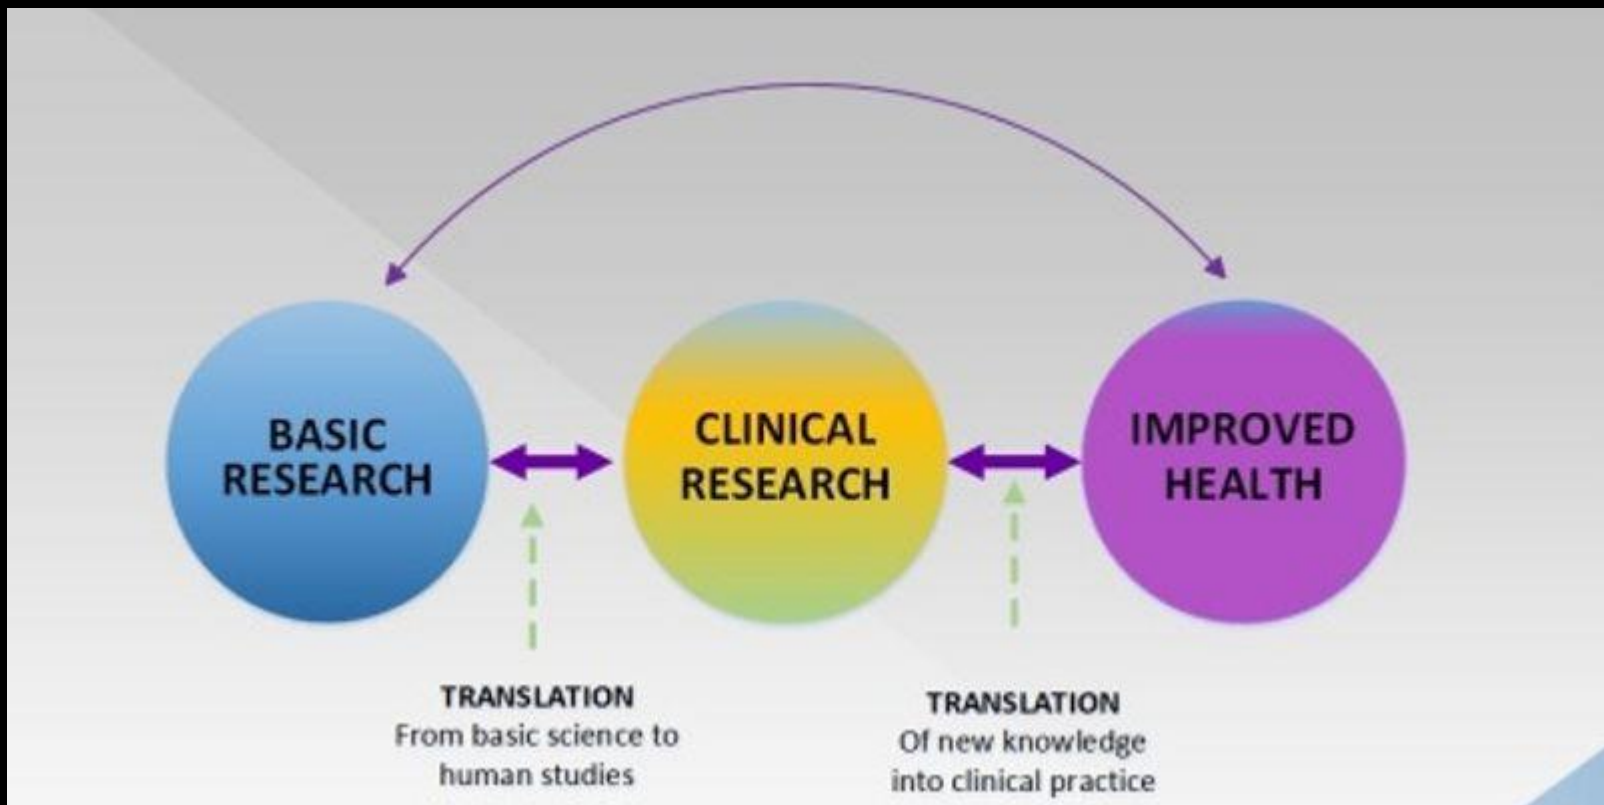 BASIC
RESEARCH
CLINICAL
RESEARCH
IMPROVED
HEALTH
TRANSLATION
From basic science to
human studies
TRANSLATION
Of new knowledge
into clinical practice